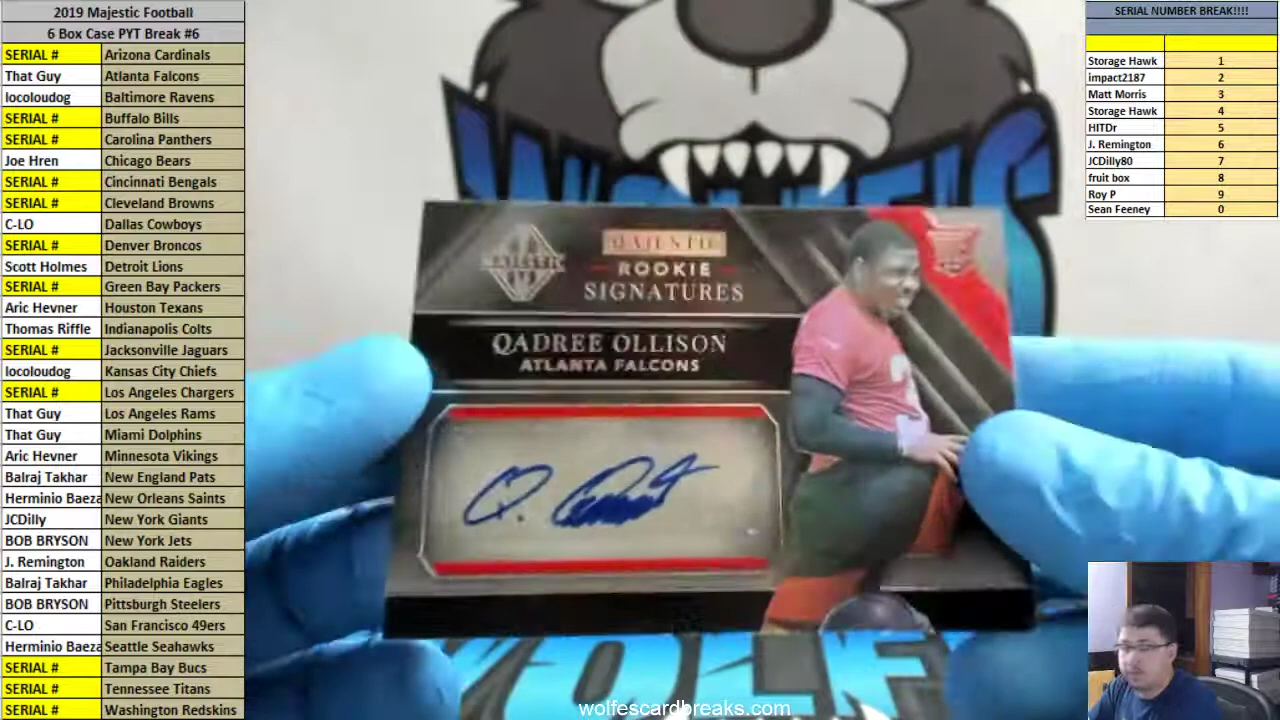 2019 Majestic Football
6 Box Case PYT Break #6
SERIAL # Arizona Cardinals
That Guy Atlanta Falcons
locoloudog Baltimore Ravens
SERIAL # Buffalo Bills
SERIAL # Carolina Panthers
Joe Hren Chicago Bears
SERIAL # Cincinnati Bengals
SERIAL # Cleveland Browns
C-LO Dallas Cowboys
SERIAL # Denver Broncos
Scott Holmes Detroit Lions
SERIAL # Green Bay Packers
Aric Hevner Houston Texans
Thomas Riffle Indianapolis Colts
SERIAL # Jacksonville Jaguars
locoloudog Kansas City Chiefs
SERIAL # Los Angeles Chargers
That Guy Los Angeles Rams
That Guy Miami Dolphins
Aric Hevner Minnesota Vikings
Balraj Takhar New England Pats
Herminio Baeza New Orleans Saints
JCDilly New York Giants
BOB BRYSON New York Jets
J. Remington Oakland Raiders
Balraj Takhar Philadelphia Eagles
BOB BRYSON Pittsburgh Steelers
C-LO San Francisco 49ers
Herminio Baeza Seattle Seahawks
SERIAL # Tampa Bay Bucs
SERIAL # Tennessee Titans
SERIAL # Washington Redskins
MAJESTIC
MAJESTIC
ROOKIE
SIGNATURES
QADREE OLLISON
ATLANTA FALCONS
wolfescardbreaks.com
SERIAL NUMBER BREAK!!!!
Storage Hawk 1
impact2187 2
Matt Morris 3
Storage Hawk 4
HITDr 5
J. Remington 6
JCDilly80 7
fruit box 8
Roy P 9
Sean Feeney 0